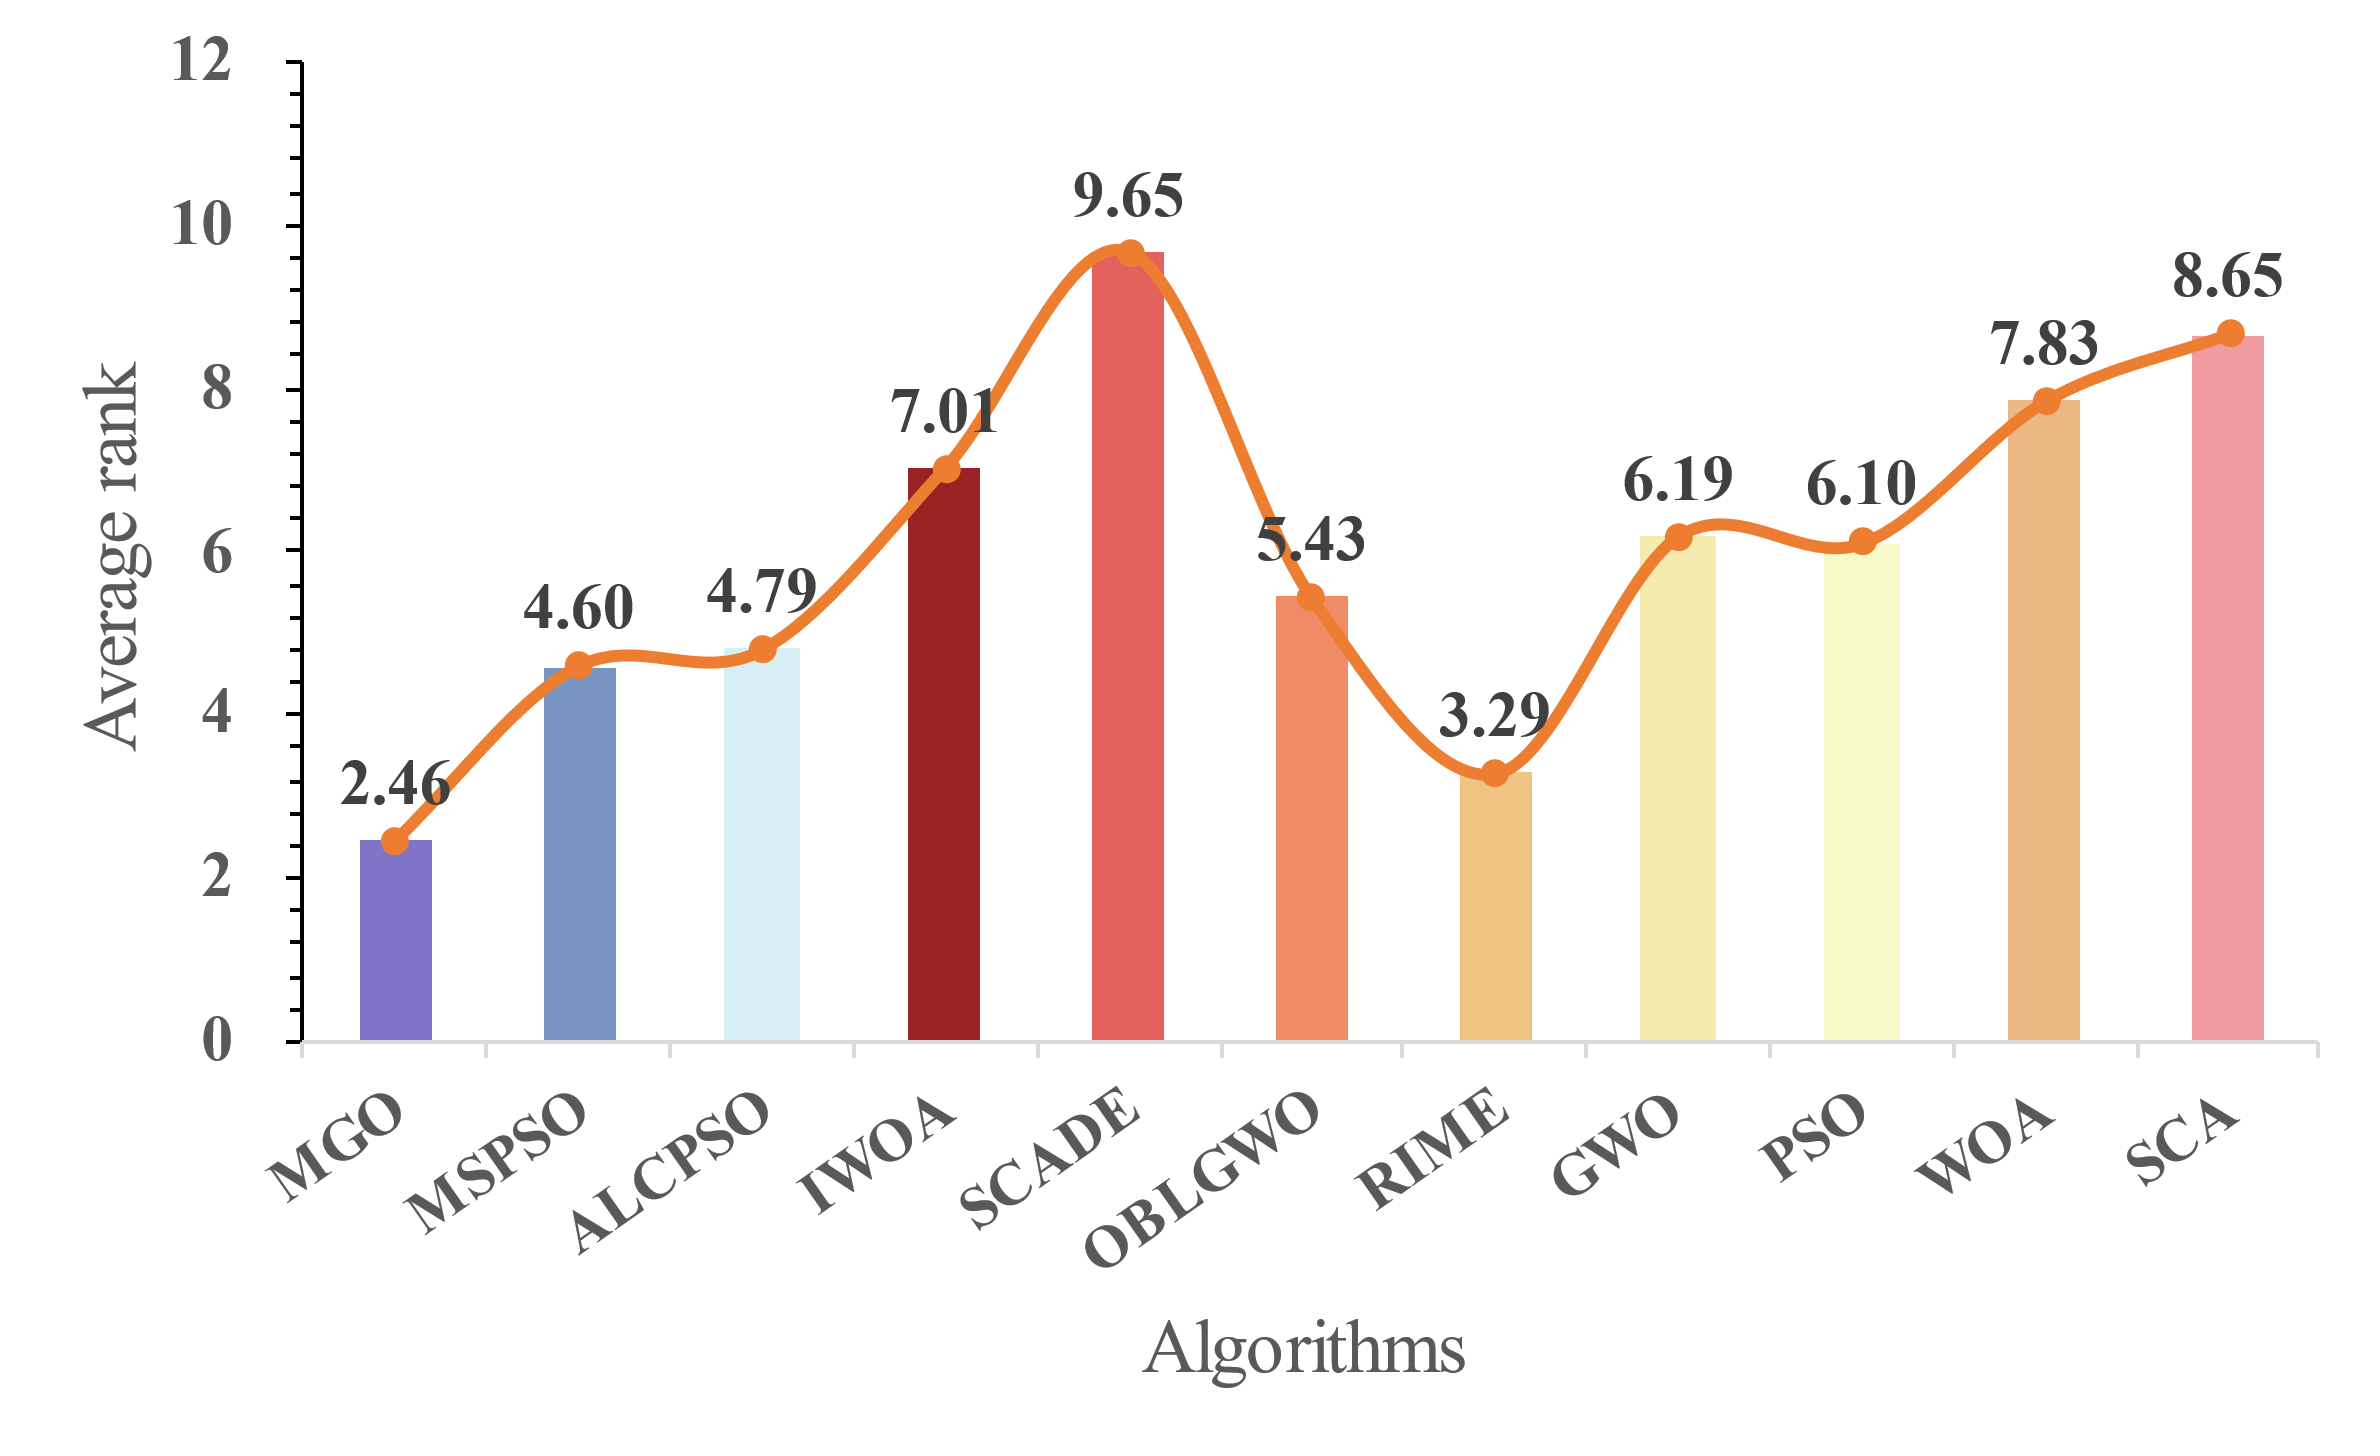 12
10
8
6
4
2
0
Average rank
2.46
4.60
4.79
7.01
9.65
5.43
3.29
6.19
6.10
7.83
8.65
MGO
MSPSO
ALCPSO
IWOA
SCADE
OBLGWO
RIME
GWO
PSO
WOA
SCA
Algorithms